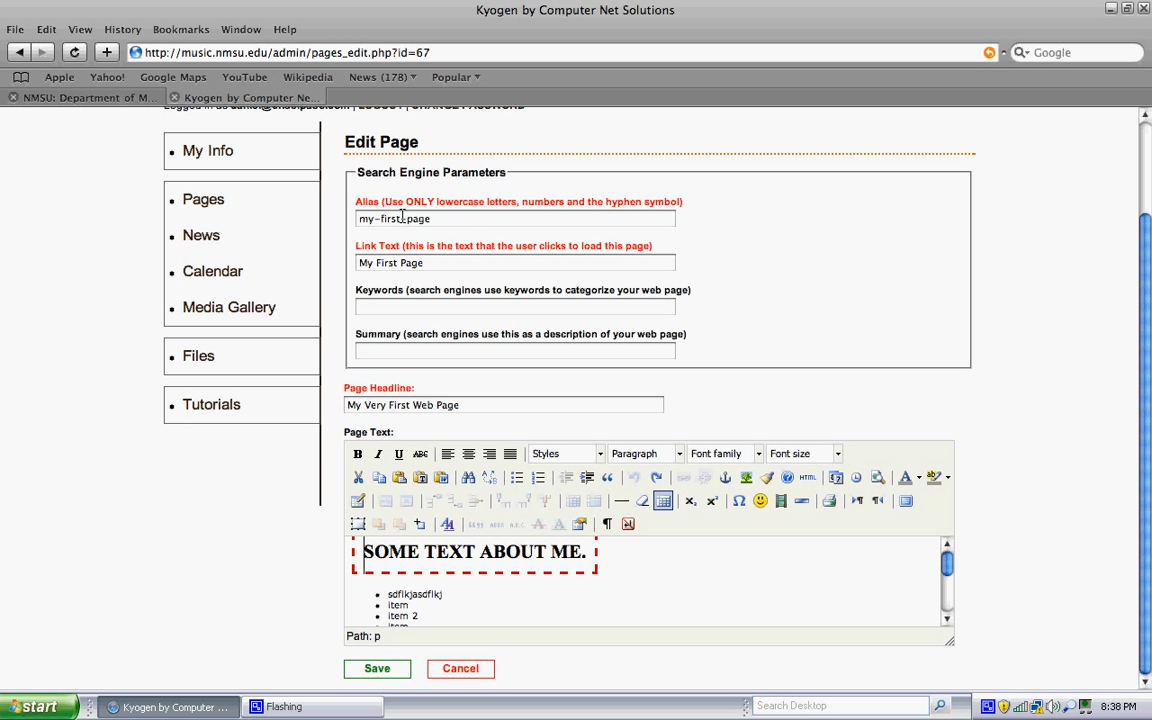 Kyogen by Computer Net Solutions
File Edit View History Bookmarks Window Help
http://music.nmsu.edu/admin/pages_edit.php?id=67
Google
Apple Yahoo! Google Maps YouTube Wikipedia News (178) Popular
NMSU: Department of M...
Kyogen by Computer Ne...
My Info
Pages
News
Calendar
Media Gallery
Files
Tutorials
Edit Page
Search Engine Parameters
Alias (Use ONLY lowercase letters, numbers and the hyphen symbol)
my-first-page
Link Text (this is the text that the user clicks to load this page)
My First Page
Keywords (search engines use keywords to categorize your web page)
Summary (search engines use this as a description of your web page)
Page Headline:
My Very First Web Page
Page Text:
B I U ABC Styles Paragraph Font family Font size
HTML
SOME TEXT ABOUT ME.
sdflkjasdflkj
item
item 2
Path: p
Save Cancel
start
Kyogen by Computer ...
Flashing
Search Desktop
8:38 PM